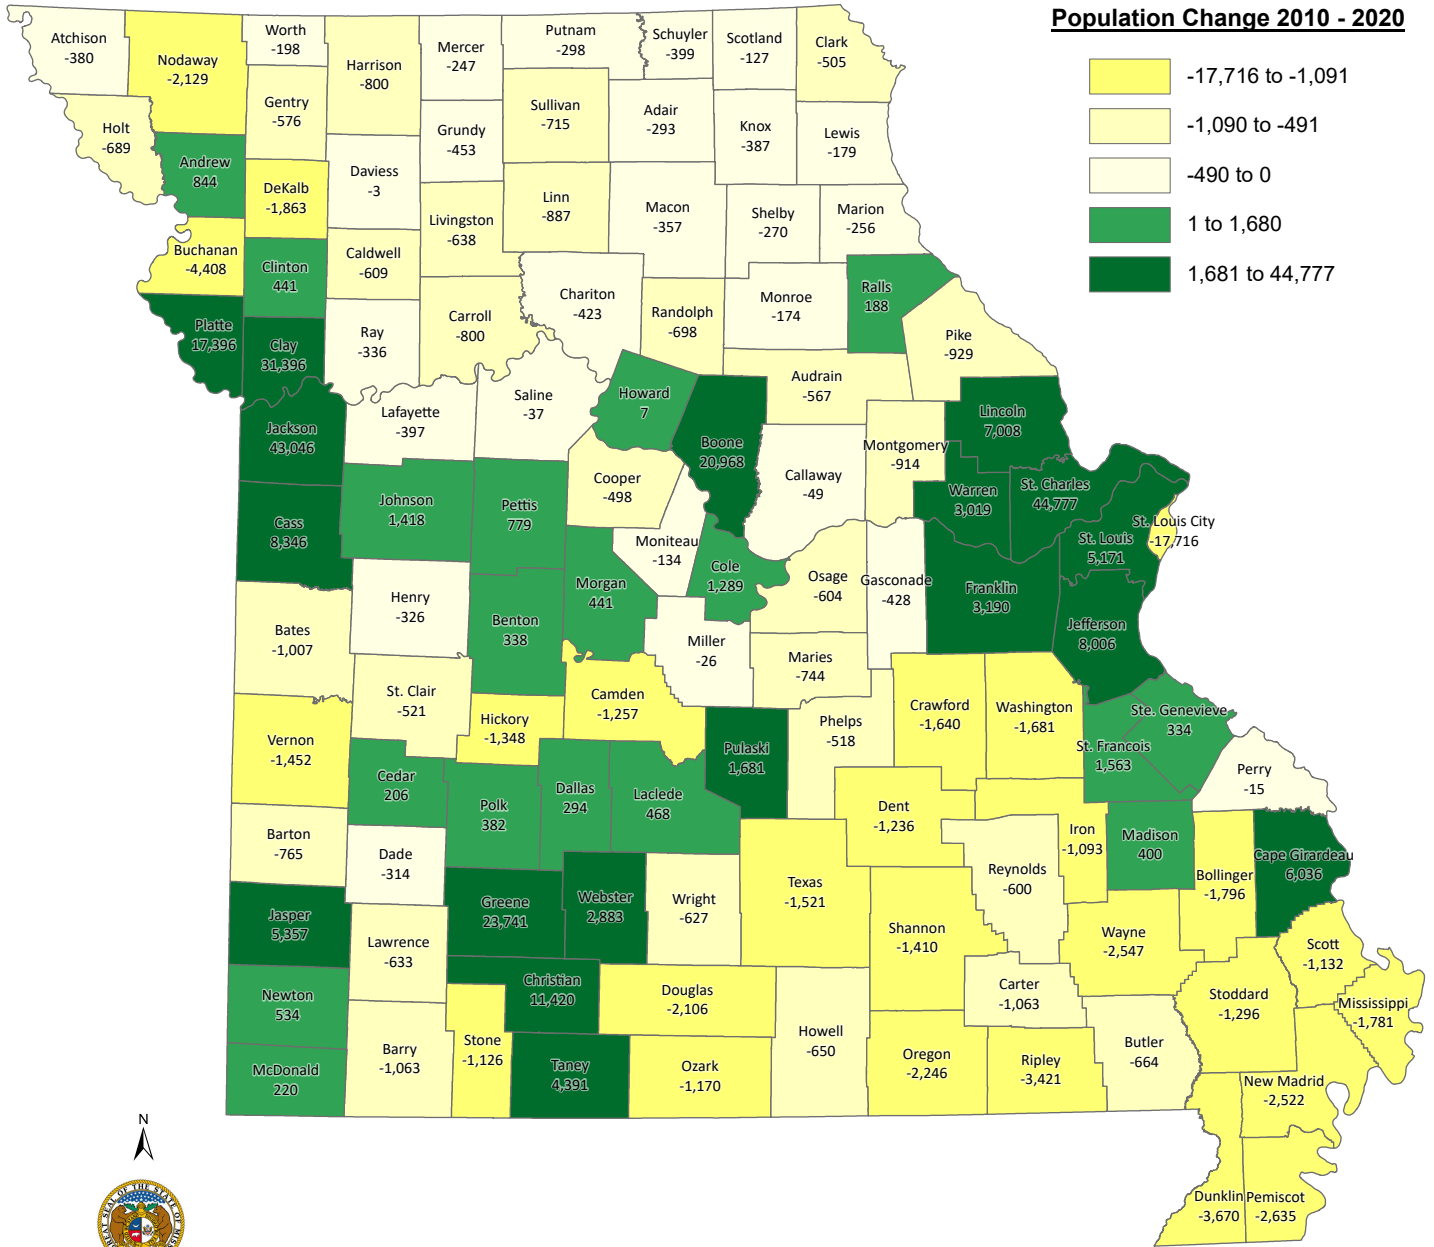 Population Change 2010 - 2020
-17,716 to -1,091
-1,090 to -491
-490 to 0
1 to 1,680
1,681 to 44,777
Atchison
-380
Nodaway
-2,129
Worth
-198
Harrison
-800
Mercer
-247
Putnam
-298
Schuyler
-399
Scotland
-127
Clark
-505
Holt
-689
Gentry
-576
Andrew
844
DeKalb
-1,863
Daviess
-3
Grundy
-453
Sullivan
-715
Adair
-293
Knox
-387
Lewis
-179
Buchanan
-4,408
Clinton
441
Caldwell
-609
Livingston
-638
Linn
-887
Macon
-357
Shelby
-270
Marion
-256
Platte
17,396
Clay
31,396
Ray
-336
Carroll
-800
Chariton
-423
Randolph
-698
Monroe
-174
Ralls
188
Pike
-929
Jackson
43,046
Lafayette
-397
Saline
-37
Howard
7
Boone
20,968
Audrain
-567
Callaway
-49
Montgomery
-914
Lincoln
7,008
Warren
3,019
St. Charles
44,777
St. Louis City
-17,716
St. Louis
5,171
Cass
8,346
Johnson
1,418
Pettis
779
Cooper
-498
Moniteau
-134
Cole
1,289
Osage
-604
Gasconade
-428
Franklin
3,190
Jefferson
8,006
Bates
-1,007
Henry
-326
Benton
338
Morgan
441
Miller
-26
Maries
-744
Vernon
-1,452
St. Clair
-521
Hickory
-1,348
Camden
-1,257
Pulaski
1,681
Phelps
-518
Crawford
-1,640
Washington
-1,681
Ste. Genevieve
334
St. Francois
1,563
Perry
-15
Barton
-765
Cedar
206
Polk
382
Dallas
294
Laclede
468
Dent
-1,236
Iron
-1,093
Madison
400
Bollinger
-1,796
Cape Girardeau
6,036
Jasper
5,357
Dade
-314
Greene
23,741
Webster
2,883
Wright
-627
Texas
-1,521
Shannon
-1,410
Reynolds
-600
Wayne
-2,547
Scott
-1,132
Newton
534
Lawrence
-633
Christian
11,420
Douglas
-2,106
Howell
-650
Carter
-1,063
Stoddard
-1,296
Mississippi
-1,781
McDonald
220
Barry
-1,063
Stone
-1,126
Taney
4,391
Ozark
-1,170
Oregon
-2,246
Ripley
-3,421
Butler
-664
New Madrid
-2,522
Dunklin
-3,670
Pemiscot
-2,635
N
SEAL OF THE STATE OF